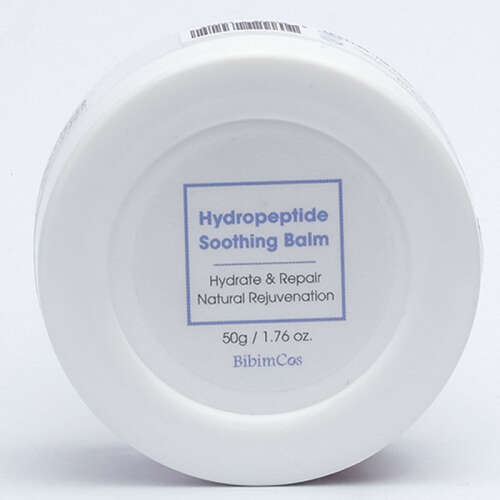 Hydropeptide
Soothing Balm
Hydrate & Repair
Natural Rejuvenation
50g / 1.76 oz.
BibimCos